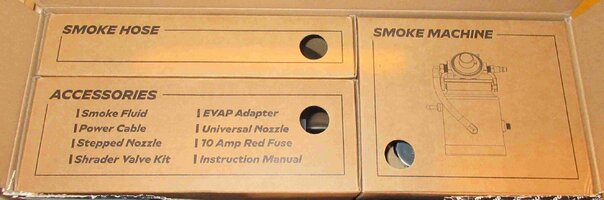 SMOKE HOSE
SMOKE MACHINE
ACCESSORIES
Smoke Fluid
Power Cable
Stepped Nozzle
Shrader Valve Kit
EVAP Adapter
Universal Nozzle
10 Amp Red Fuse
Instruction Manual